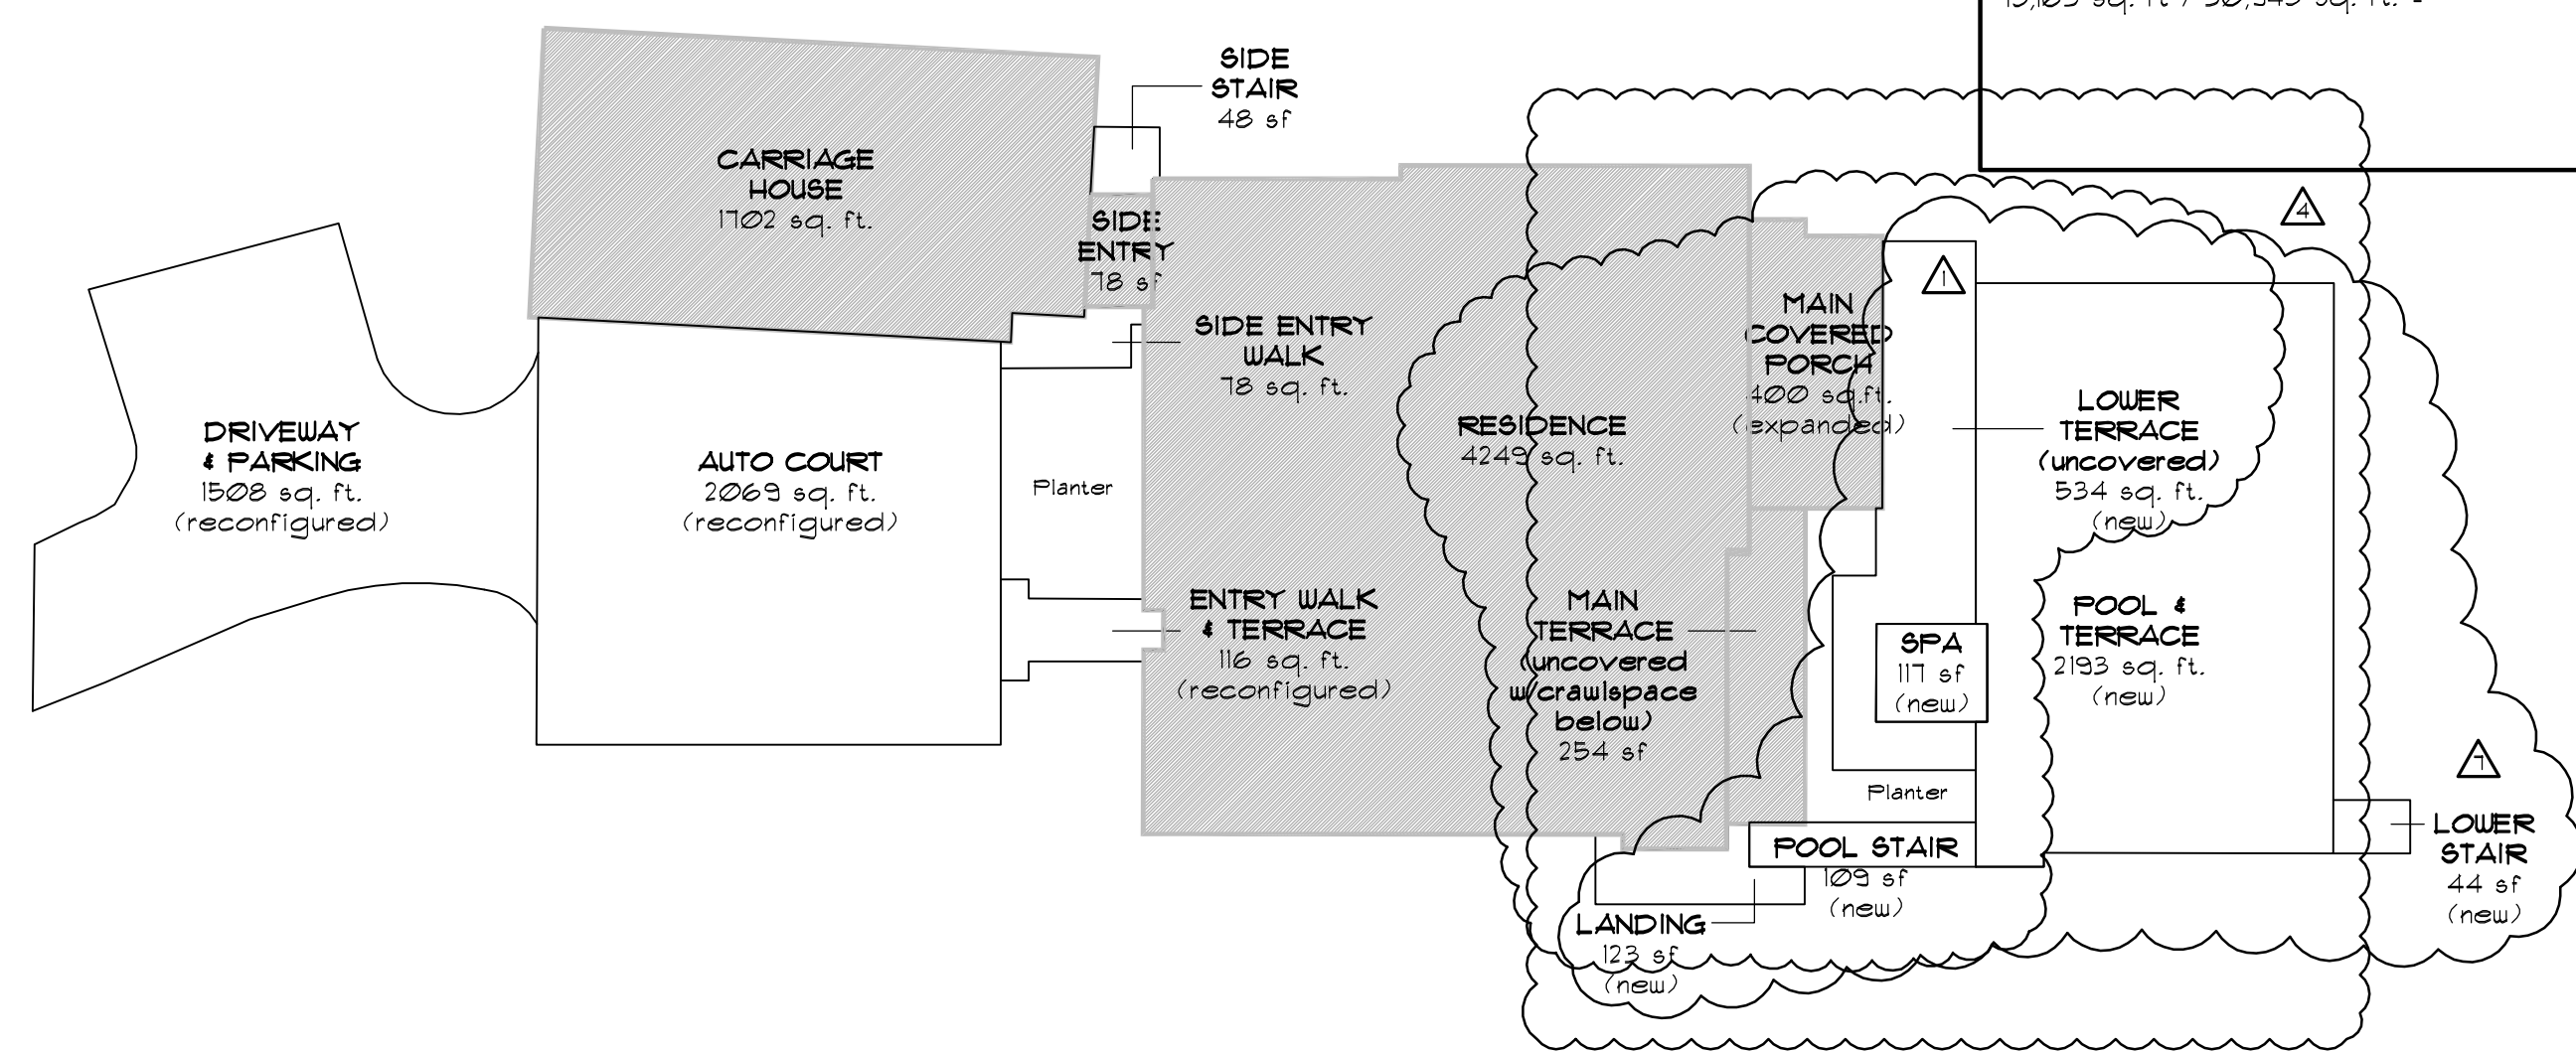 SIDE
STAIR
48 sf
CARRIAGE
HOUSE
1702 sq. ft.
SIDE
ENTRY
78 sf
4
1
SIDE ENTRY
WALK
78 sq. ft.
MAIN
COVERED
PORCH
400 sq.ft.
(expanded)
DRIVEWAY
& PARKING
1508 sq. ft.
(reconfigured)
AUTO COURT
2069 sq. ft.
(reconfigured)
Planter
RESIDENCE
4249 sq. ft.
LOWER
TERRACE
(uncovered)
534 sq. ft.
(new)
ENTRY WALK
& TERRACE
116 sq. ft.
(reconfigured)
MAIN
TERRACE
(uncovered
w/crawlspace
below)
254 sf
SPA
117 sf
(new)
POOL &
TERRACE
2193 sq. ft.
(new)
Planter
7
POOL STAIR
109 sf
(new)
LOWER
STAIR
44 sf
(new)
LANDING
123 sf
(new)